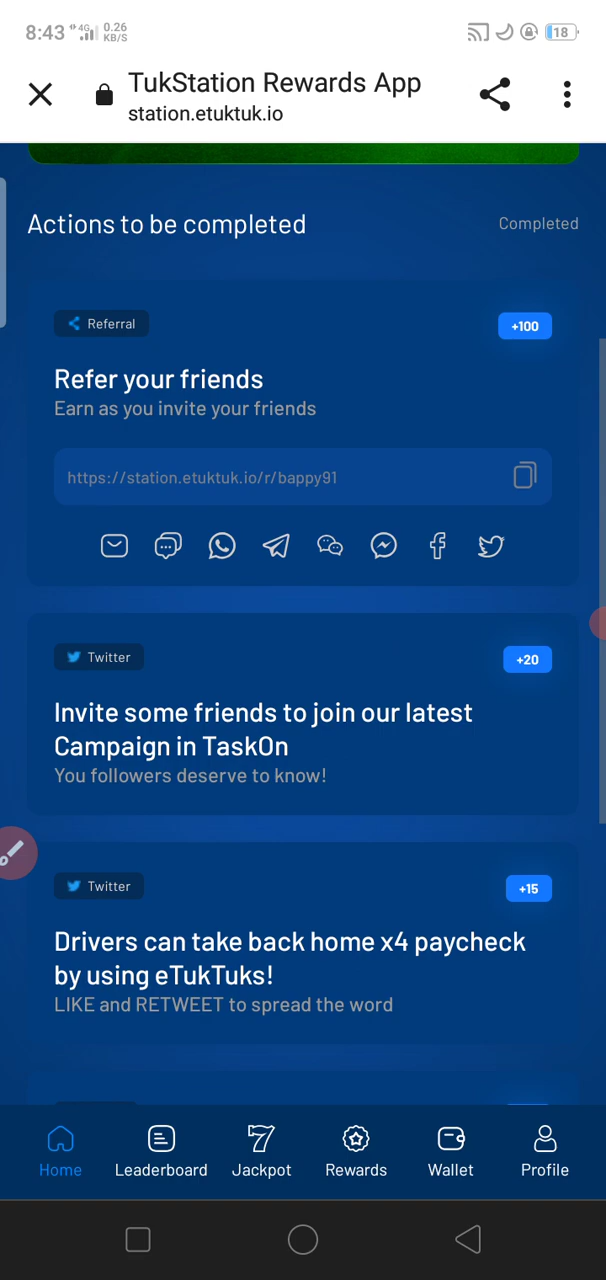 8:43 4G 0.26 KB/S 18
TukStation Rewards App
station.etuktuk.io
Actions to be completed Completed
Referral +100
Refer your friends
Earn as you invite your friends
https://station.etuktuk.io/r/bappy91
Twitter +20
Invite some friends to join our latest
Campaign in TaskOn
You followers deserve to know!
Twitter +15
Drivers can take back home x4 paycheck
by using eTukTuks!
LIKE and RETWEET to spread the word
Home Leaderboard Jackpot Rewards Wallet Profile